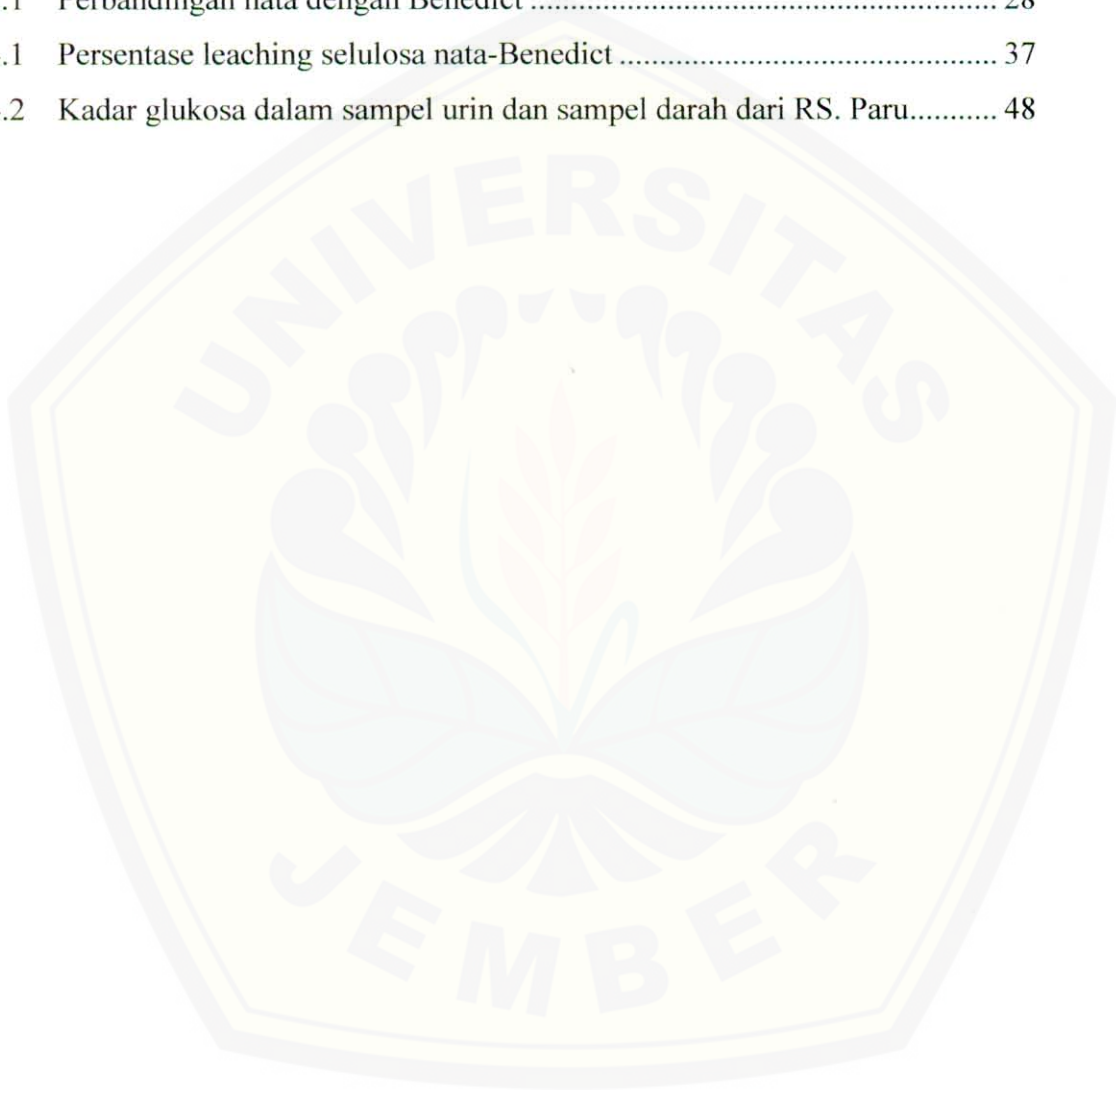 .1 Perbandingan nata dengan Benedict ............................................................ 28
.1 Persentase leaching selulosa nata-Benedict ................................................ 37
.2 Kadar glukosa dalam sampel urin dan sampel darah dari RS. Paru........... 48
UNIVERSITAS
JEMBER